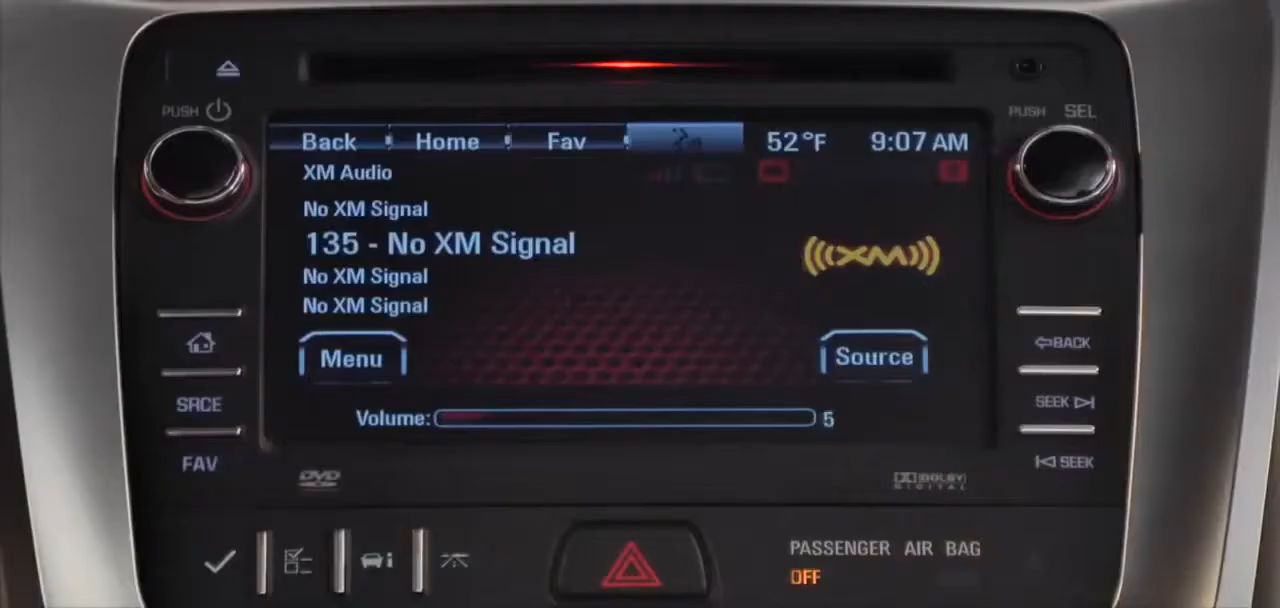 PUSH
PUSH SEL
Back Home Fav 52°F 9:07 AM
XM Audio
No XM Signal
135 - No XM Signal
XM
No XM Signal
No XM Signal
Menu
Source
BACK
SRCE
SEEK
Volume: 5
FAV
SEEK
DVD
DOLBY
DIGITAL
PASSENGER AIR BAG
OFF